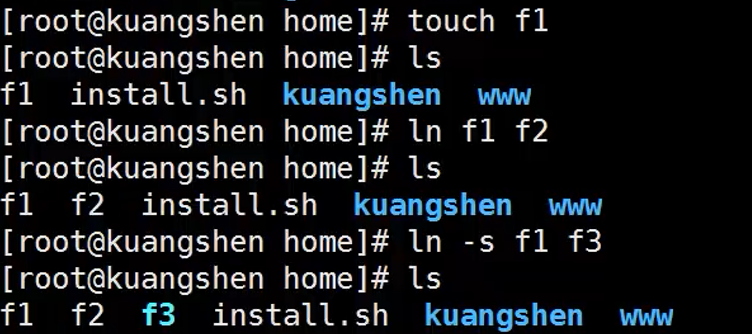 [root@kuangshen home]# touch f1
[root@kuangshen home]# ls
f1  install.sh  kuangshen  www
[root@kuangshen home]# ln f1 f2
[root@kuangshen home]# ls
f1  f2  install.sh  kuangshen  www
[root@kuangshen home]# ln -s f1 f3
[root@kuangshen home]# ls
f1  f2  f3  install.sh  kuangshen  www